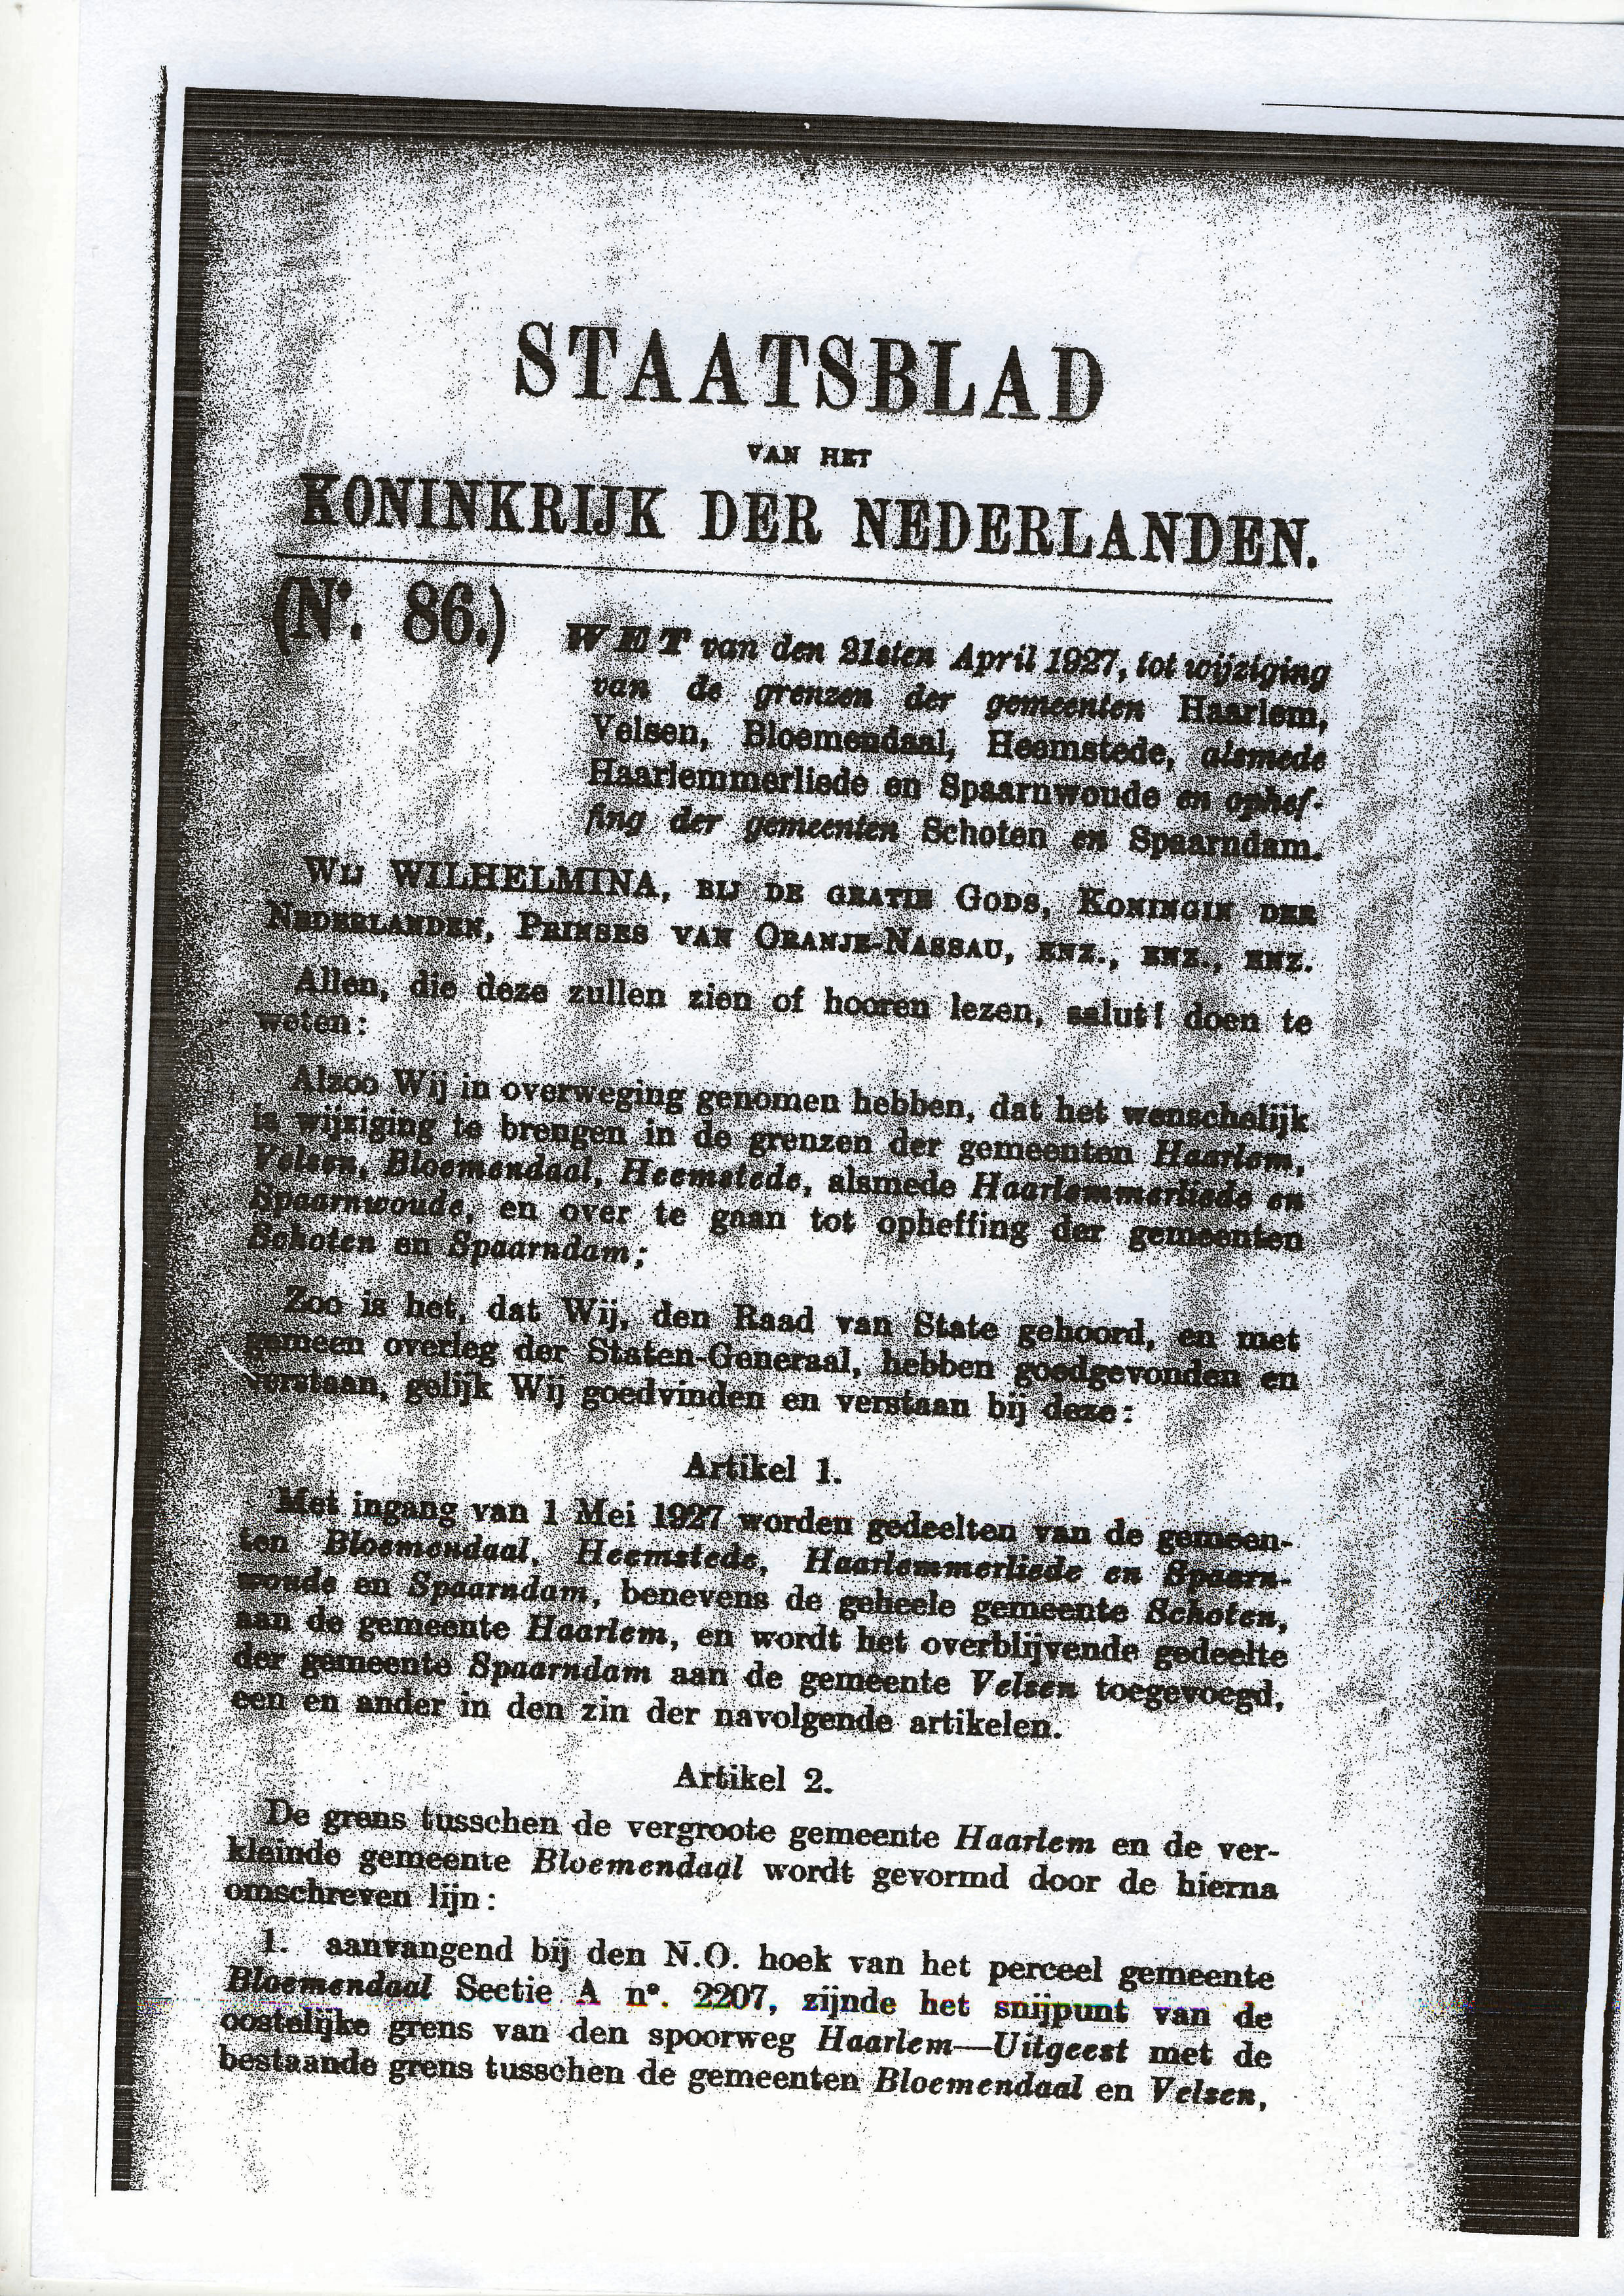 STAATSBLAD
VAN HET
KONINKRIJK DER NEDERLANDEN.
(N°. 86.)
WET van den 21sten April 1927, tot wijziging
van de grenzen der gemeenten Haarlem,
Velsen, Bloemendaal, Heemstede, alsmede
Haarlemmerliede en Spaarnwoude en ophef-
fing der gemeenten Schoten en Spaarndam.
WIJ WILHELMINA, BIJ DE GRATIE GODS, KONINGIN DER
NEDERLANDEN, PRINSES VAN ORANJE-NASSAU, ENZ., ENZ., ENZ.
Allen, die deze zullen zien of hooren lezen, salut! doen te
weten:
Alzoo Wij in overweging genomen hebben, dat het wenschelijk
is wijziging te brengen in de grenzen der gemeenten Haarlem,
Velsen, Bloemendaal, Heemstede, alsmede Haarlemmerliede en
Spaarnwoude, en over te gaan tot opheffing der gemeenten
Schoten en Spaarndam;
Zoo is het, dat Wij, den Raad van State gehoord, en met
gemeen overleg der Staten-Generaal, hebben goedgevonden en
verstaan, gelijk Wij goedvinden en verstaan bij deze:
Artikel 1.
Met ingang van 1 Mei 1927 worden gedeelten van de gemeen-
ten Bloemendaal, Heemstede, Haarlemmerliede en Spaarn-
woude en Spaarndam, benevens de geheele gemeente Schoten,
aan de gemeente Haarlem, en wordt het overblijvende gedeelte
der gemeente Spaarndam aan de gemeente Velsen toegevoegd,
een en ander in den zin der navolgende artikelen.
Artikel 2.
De grens tusschen de vergroote gemeente Haarlem en de ver-
kleinde gemeente Bloemendaal wordt gevormd door de hierna
omschreven lijn:
1. aanvangend bij den N.O. hoek van het perceel gemeente
Bloemendaal Sectie A n°. 2207, zijnde het snijpunt van de
oostelijke grens van den spoorweg Haarlem—Uitgeest met de
bestaande grens tusschen de gemeenten Bloemendaal en Velsen,